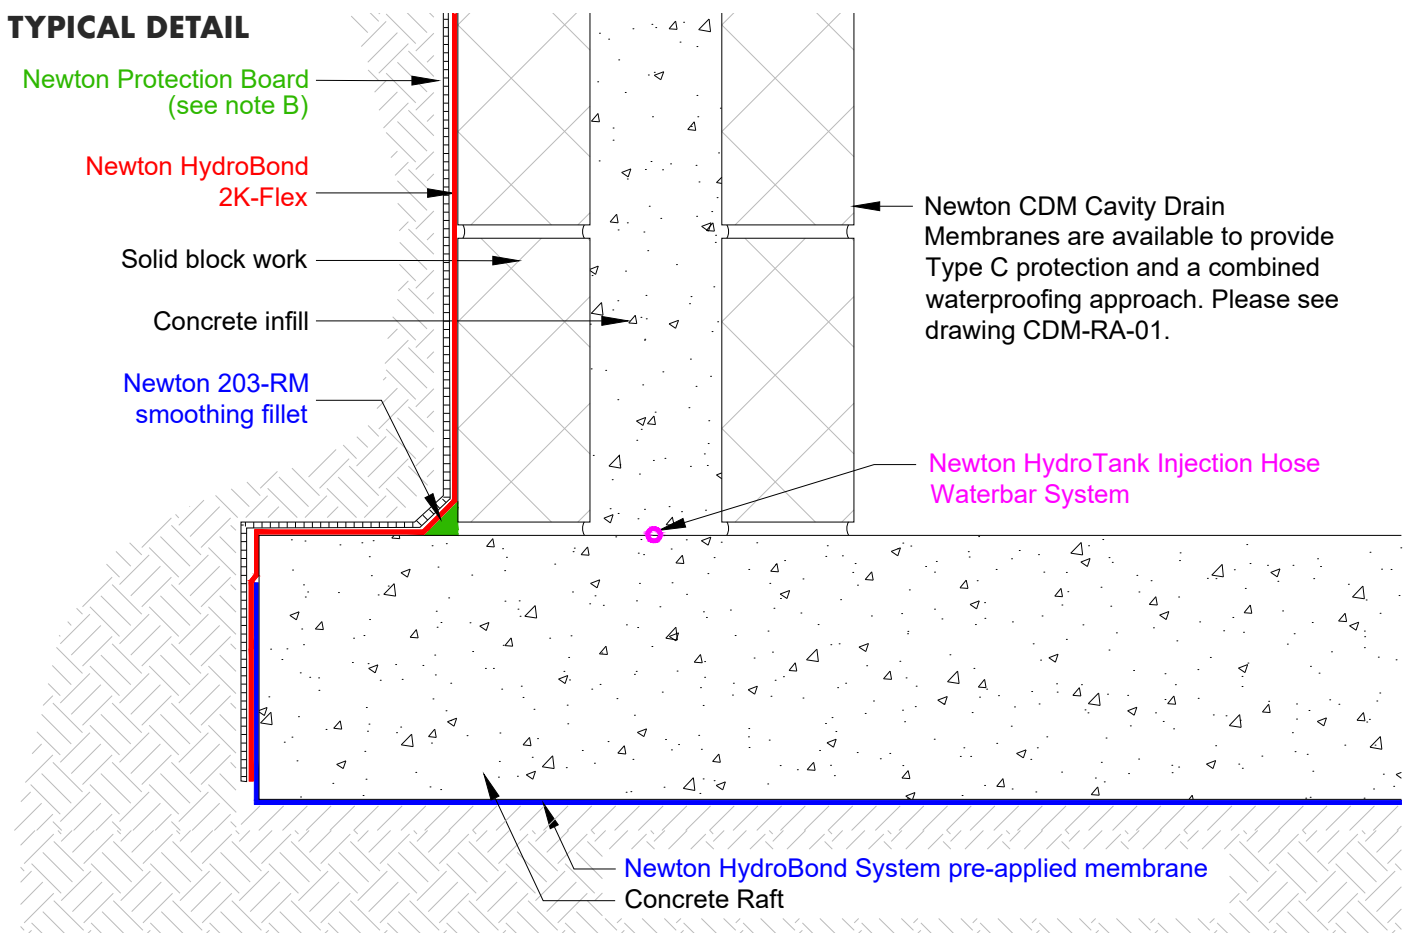 TYPICAL DETAIL
Newton Protection Board
(see note B)
Newton HydroBond
2K-Flex
Solid block work
Concrete infill
Newton 203-RM
smoothing fillet
Newton CDM Cavity Drain
Membranes are available to provide
Type C protection and a combined
waterproofing approach. Please see
drawing CDM-RA-01.
Newton HydroTank Injection Hose
Waterbar System
Newton HydroBond System pre-applied membrane
Concrete Raft